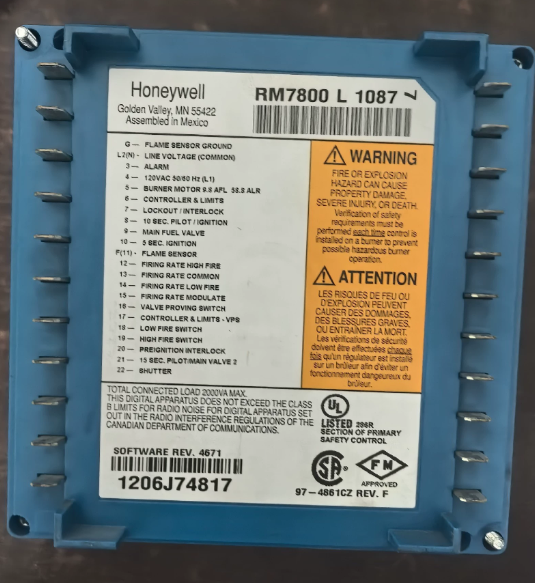 Honeywell
Golden Valley, MN 55422
Assembled in Mexico
RM7800 L 1087 7
G — FLAME SENSOR GROUND
L2(N) - LINE VOLTAGE (COMMON)
3 — ALARM
4 — 120VAC 50/60 Hz (L1)
5 — BURNER MOTOR 9.8 AFL 58.8 ALR
6 — CONTROLLER & LIMITS
7 — LOCKOUT / INTERLOCK
8 — 10 SEC. PILOT / IGNITION
9 — MAIN FUEL VALVE
10 — 5 SEC. IGNITION
F(11) - FLAME SENSOR
12 — FIRING RATE HIGH FIRE
13 — FIRING RATE COMMON
14 — FIRING RATE LOW FIRE
15 — FIRING RATE MODULATE
16 — VALVE PROVING SWITCH
17 — CONTROLLER & LIMITS - VPS
18 — LOW FIRE SWITCH
19 — HIGH FIRE SWITCH
20 — PREIGNITION INTERLOCK
21 — 15 SEC. PILOT/MAIN VALVE 2
22 — SHUTTER
WARNING
FIRE OR EXPLOSION
HAZARD CAN CAUSE
PROPERTY DAMAGE,
SEVERE INJURY, OR DEATH.
Verification of safety
requirements must be
performed each time control is
installed on a burner to prevent
possible hazardous burner
operation.
ATTENTION
LES RISQUES DE FEU OU
D'EXPLOSION PEUVENT
CAUSER DES DOMMAGES,
DES BLESSURES GRAVES,
OU ENTRAÎNER LA MORT.
Les vérifications de sécurité
doivent être effectuées chaque
fois qu'un régulateur est installé
sur un brûleur afin d'éviter un
fonctionnement dangeureux du
brûleur.
TOTAL CONNECTED LOAD 2000VA MAX.
THIS DIGITAL APPARATUS DOES NOT EXCEED THE CLASS
B LIMITS FOR RADIO NOISE FOR DIGITAL APPARATUS SET
OUT IN THE RADIO INTERFERENCE REGULATIONS OF THE
CANADIAN DEPARTMENT OF COMMUNICATIONS.
UL
LISTED 396R
SECTION OF PRIMARY
SAFETY CONTROL
SOFTWARE REV. 4671
1206J74817
SA
FM
APPROVED
97-4861CZ REV. F